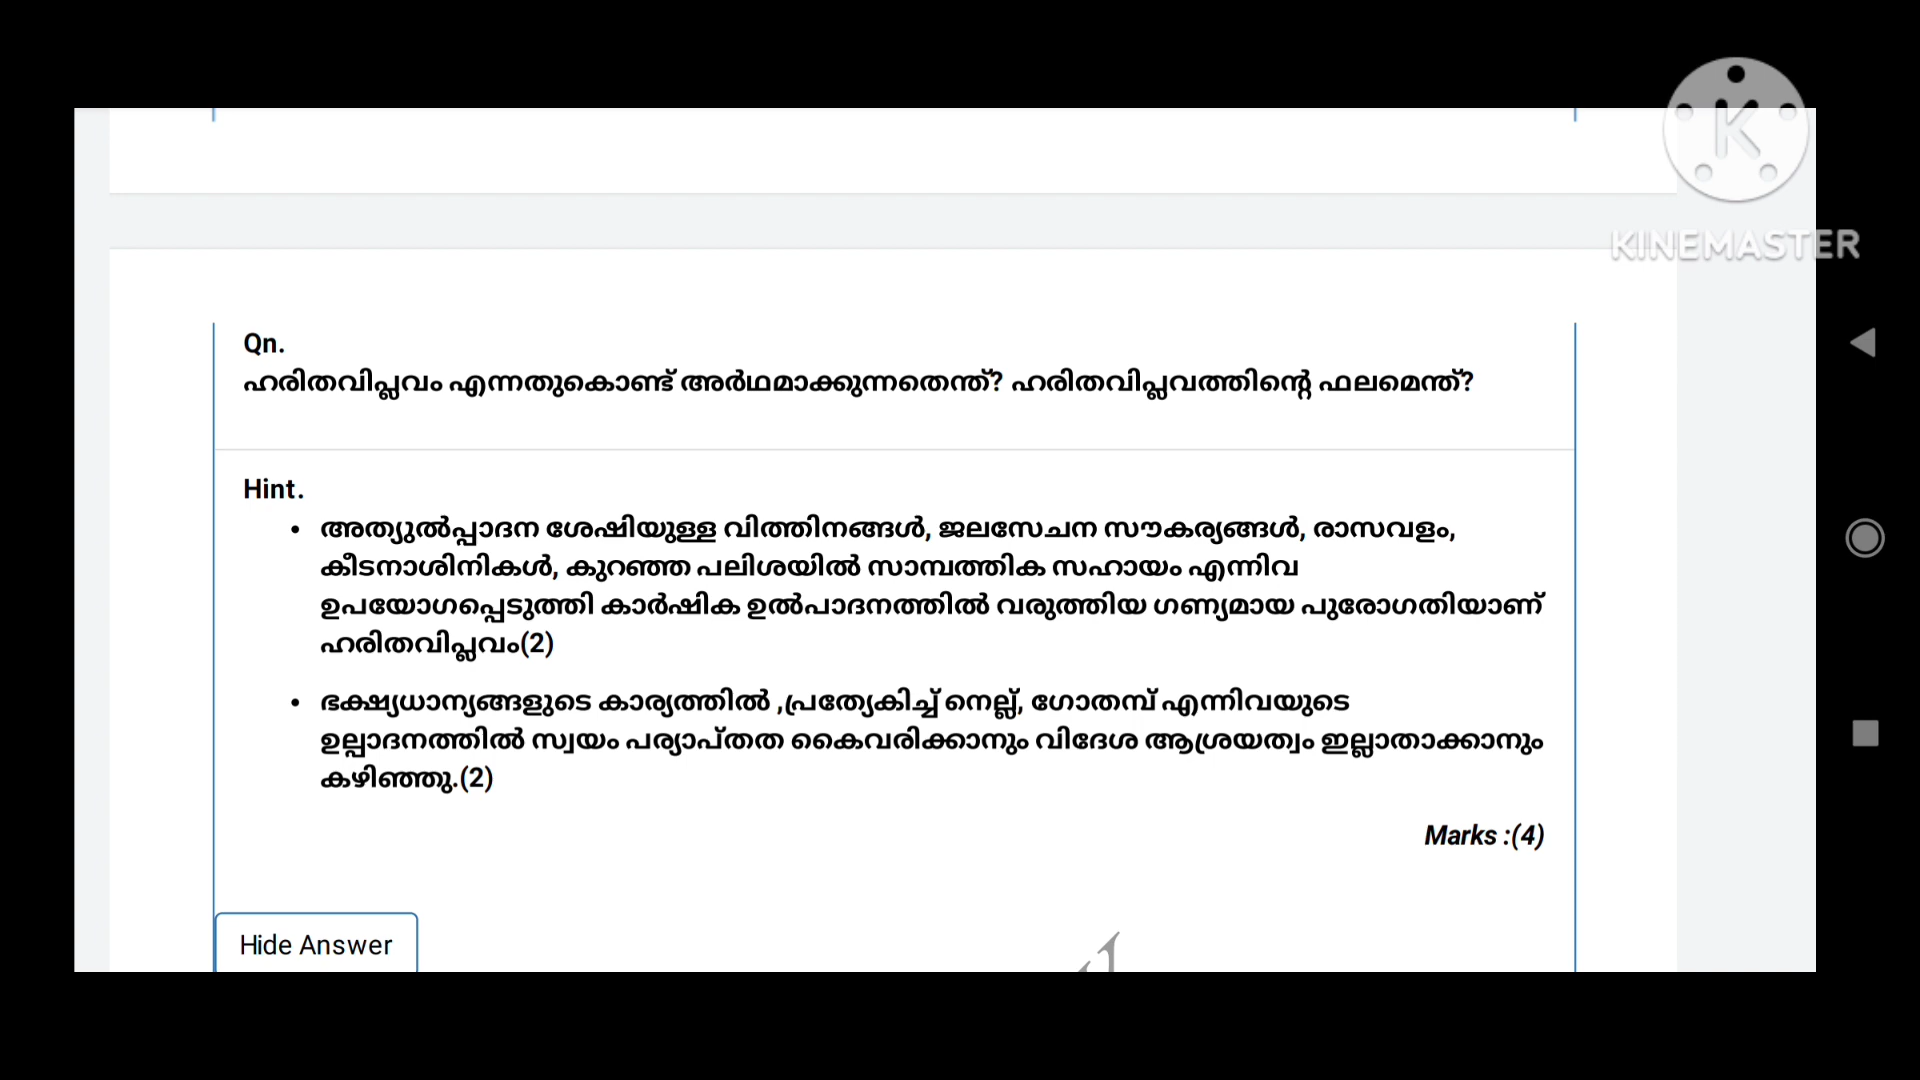 K
KINEMASTER
Qn.
ഹരിതവിപ്ലവം എന്നതുകൊണ്ട് അർഥമാക്കുന്നതെന്ത്? ഹരിതവിപ്ലവത്തിന്റെ ഫലമെന്ത്?
Hint.
• അത്യുൽപ്പാദന ശേഷിയുള്ള വിത്തിനങ്ങൾ, ജലസേചന സൗകര്യങ്ങൾ, രാസവളം,
കീടനാശിനികൾ, കുറഞ്ഞ പലിശയിൽ സാമ്പത്തിക സഹായം എന്നിവ
ഉപയോഗപ്പെടുത്തി കാർഷിക ഉൽപാദനത്തിൽ വരുത്തിയ ഗണ്യമായ പുരോഗതിയാണ്
ഹരിതവിപ്ലവം(2)
• ഭക്ഷ്യധാന്യങ്ങളുടെ കാര്യത്തിൽ ,പ്രത്യേകിച്ച് നെല്ല്, ഗോതമ്പ് എന്നിവയുടെ
ഉല്പാദനത്തിൽ സ്വയം പര്യാപ്തത കൈവരിക്കാനും വിദേശ ആശ്രയത്വം ഇല്ലാതാക്കാനും
കഴിഞ്ഞു.(2)
Marks :(4)
Hide Answer